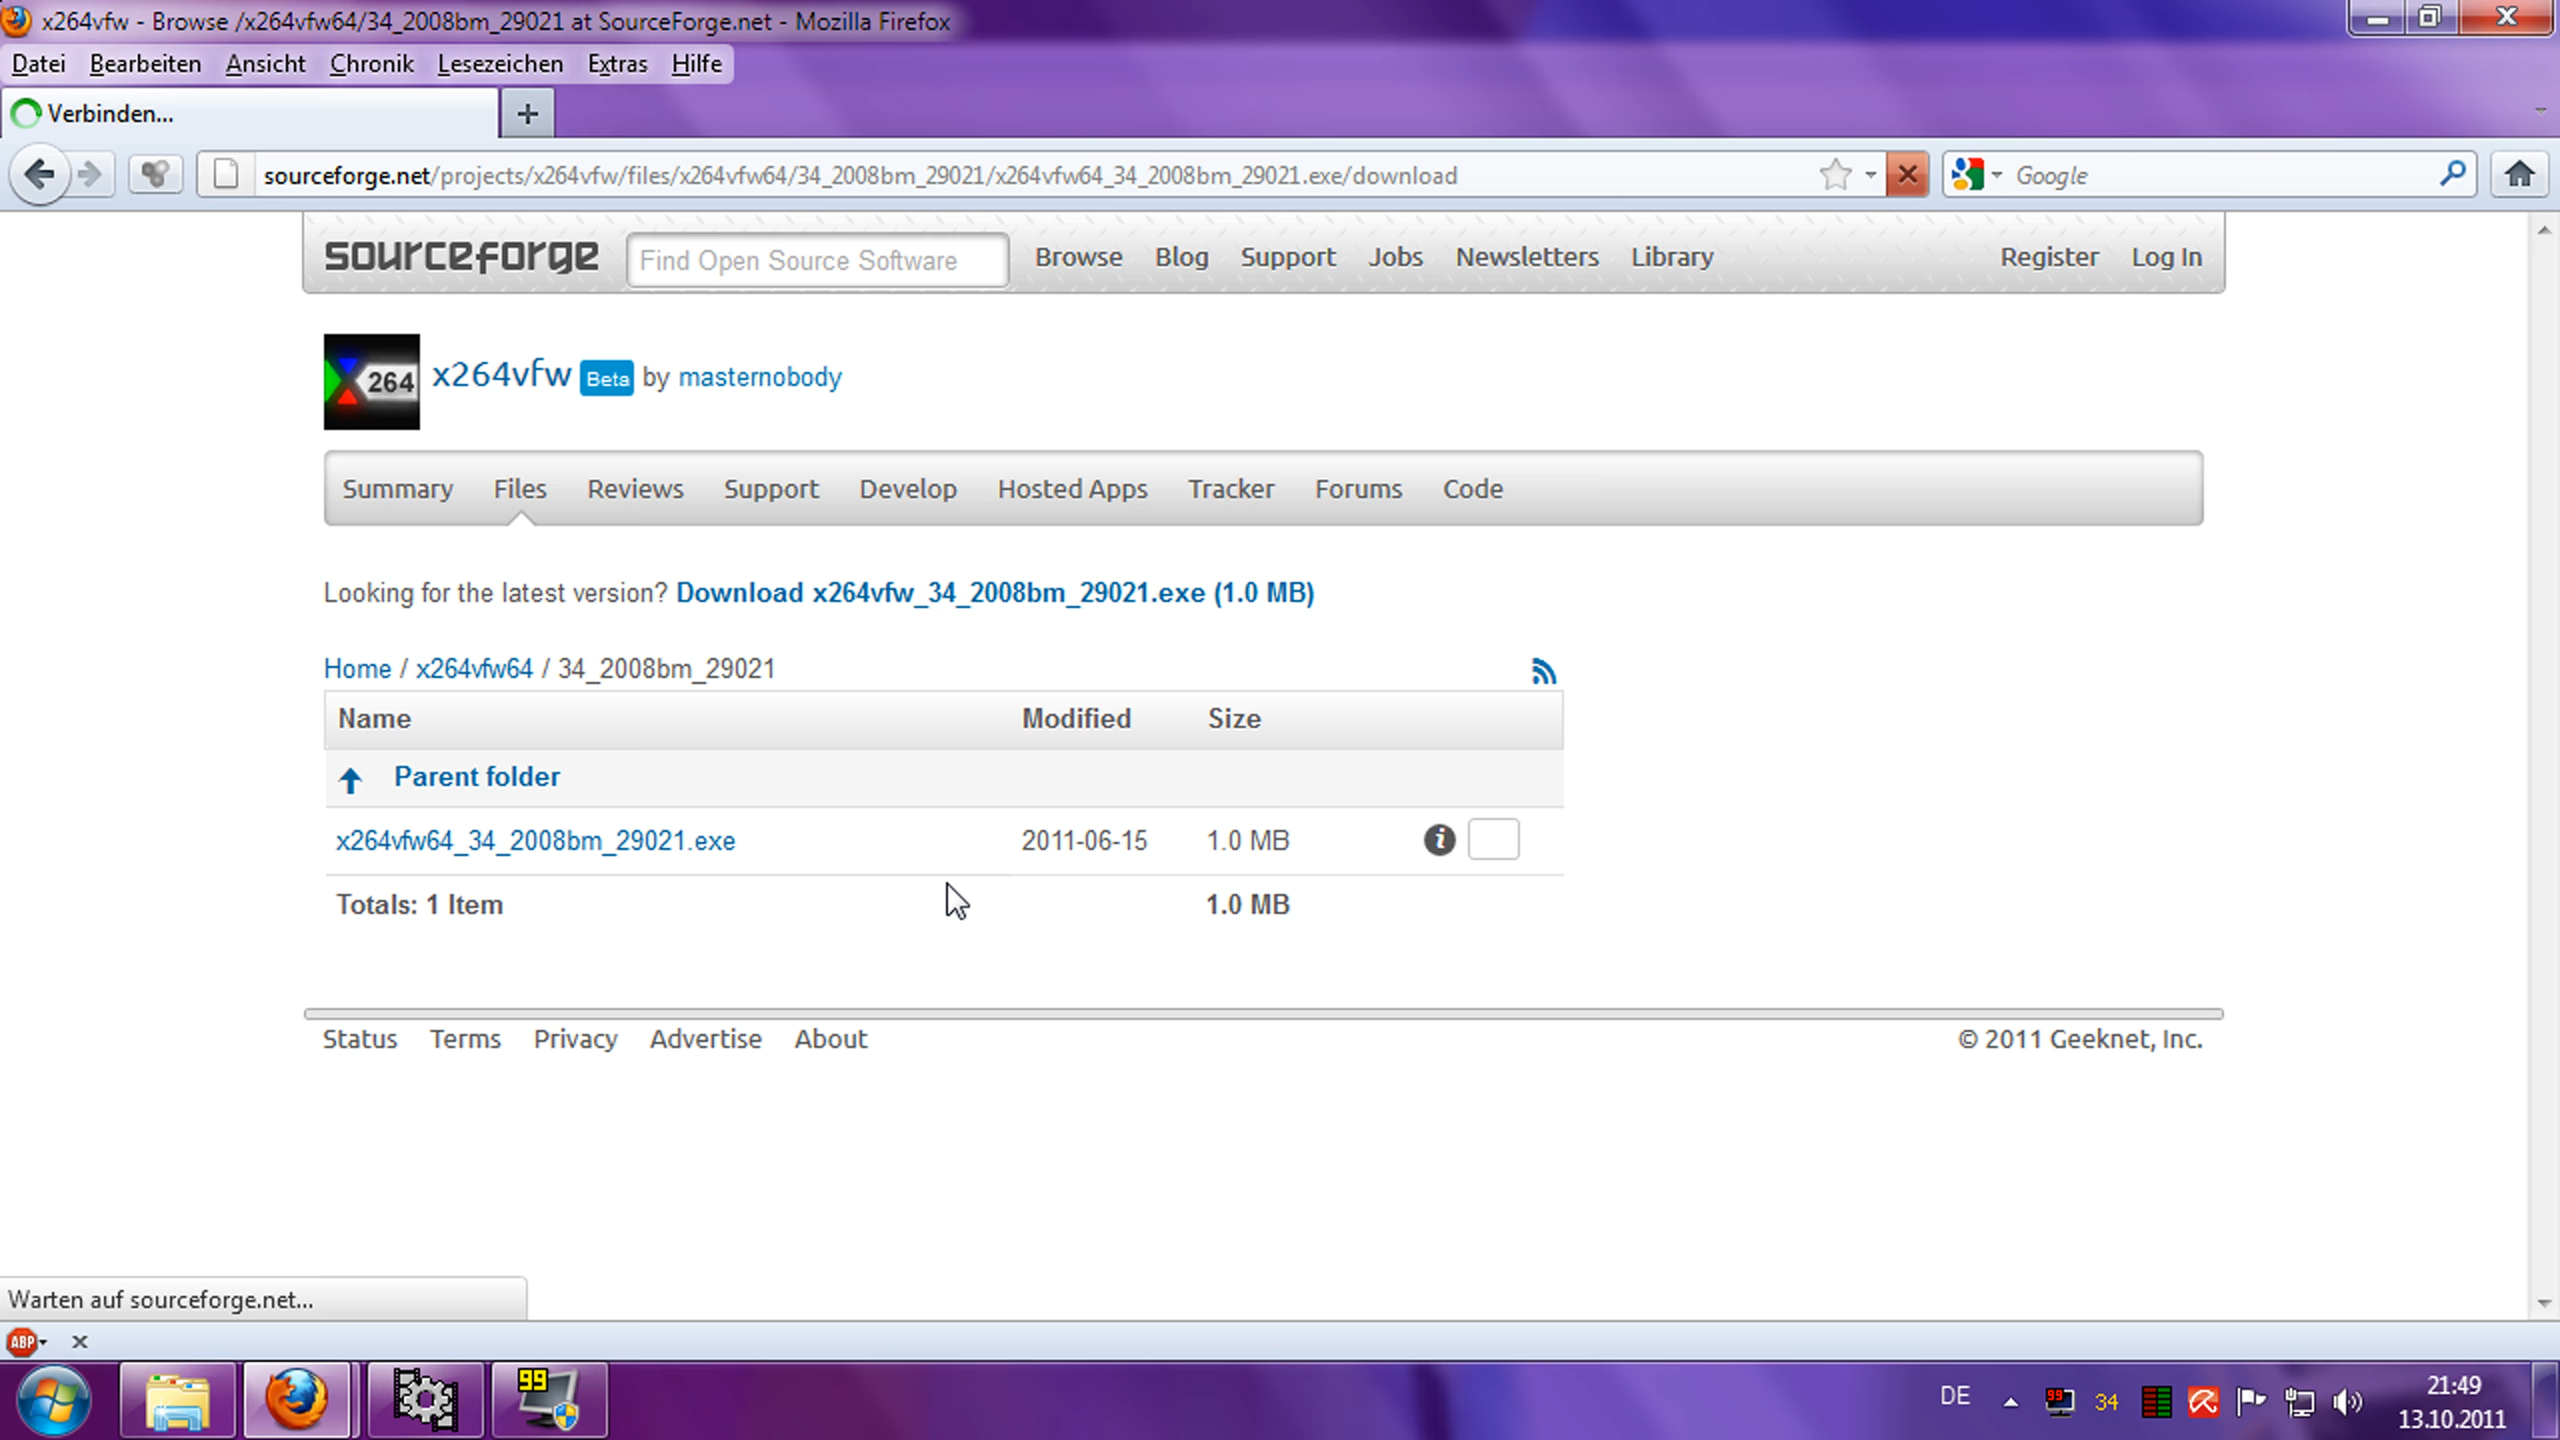 x264vfw - Browse /x264vfw64/34_2008bm_29021 at SourceForge.net - Mozilla Firefox
Datei Bearbeiten Ansicht Chronik Lesezeichen Extras Hilfe
Verbinden...
sourceforge.net/projects/x264vfw/files/x264vfw64/34_2008bm_29021/x264vfw64_34_2008bm_29021.exe/download
Google
sourceforge Find Open Source Software Browse Blog Support Jobs Newsletters Library Register Log In
X 264 x264vfw Beta by masternobody
Summary Files Reviews Support Develop Hosted Apps Tracker Forums Code
Looking for the latest version? Download x264vfw_34_2008bm_29021.exe (1.0 MB)
Home / x264vfw64 / 34_2008bm_29021
Name Modified Size
Parent folder
x264vfw64_34_2008bm_29021.exe 2011-06-15 1.0 MB
Totals: 1 Item 1.0 MB
Status Terms Privacy Advertise About © 2011 Geeknet, Inc.
Warten auf sourceforge.net...
ABP
99
DE 99 34 21:49
13.10.2011